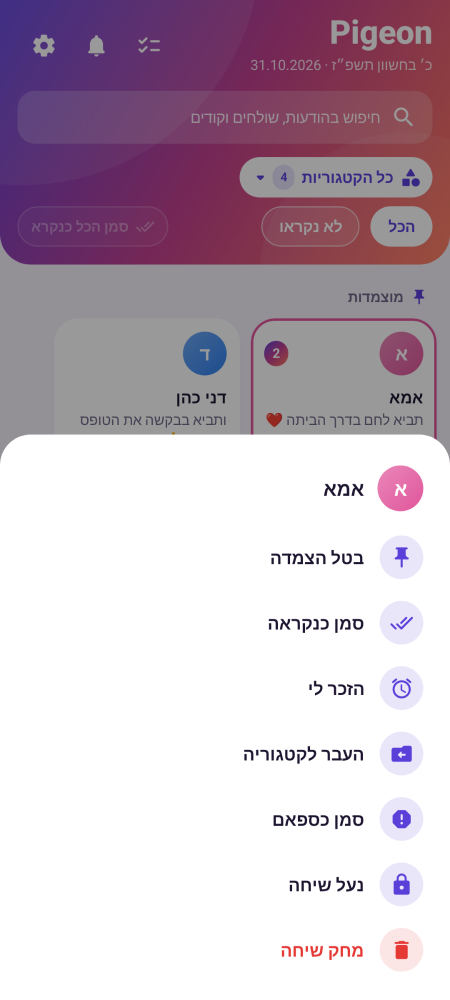 Pigeon
כ׳ בחשוון תשפ״ז · 31.10.2026
חיפוש בהודעות, שולחים וקודים
כל הקטגוריות 4
הכל
לא נקראו
סמן הכל כנקרא
מוצמדות
א
2
אמא
תביא לחם בדרך הביתה ❤️
ד
דני כהן
ותביא בבקשה את הטופס
א
אמא
בטל הצמדה
סמן כנקראה
הזכר לי
העבר לקטגוריה
סמן כספאם
נעל שיחה
מחק שיחה